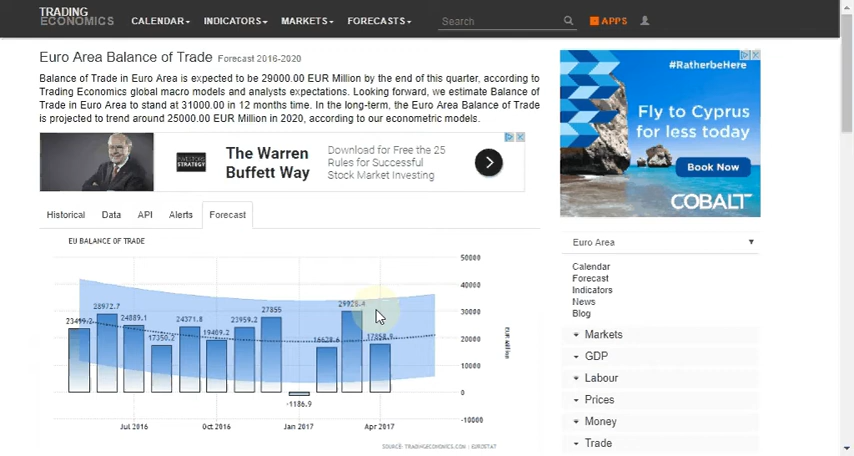 TRADING
ECONOMICS
CALENDAR
INDICATORS
MARKETS
FORECASTS
Search
APPS
Euro Area Balance of Trade Forecast 2016-2020
Balance of Trade in Euro Area is expected to be 29000.00 EUR Million by the end of this quarter, according to
Trading Economics global macro models and analysts expectations. Looking forward, we estimate Balance of
Trade in Euro Area to stand at 31000.00 in 12 months time. In the long-term, the Euro Area Balance of Trade
is projected to trend around 25000.00 EUR Million in 2020, according to our econometric models.
INVESTORS
STRATEGY
The Warren
Buffett Way
Download for Free the 25
Rules for Successful
Stock Market Investing
Historical
Data
API
Alerts
Forecast
EU BALANCE OF TRADE
50000
40000
30000
20000
10000
0
-10000
EUR Million
23499.2
28972.7
24889.1
17350.2
24371.8
19409.2
23959.2
27855
-1186.9
16628.6
29928.4
17858.9
Jul 2016
Oct 2016
Jan 2017
Apr 2017
SOURCE: TRADINGECONOMICS.COM | EUROSTAT
#RatherbeHere
Fly to Cyprus
for less today
Book Now
COBALT
Euro Area
Calendar
Forecast
Indicators
News
Blog
Markets
GDP
Labour
Prices
Money
Trade